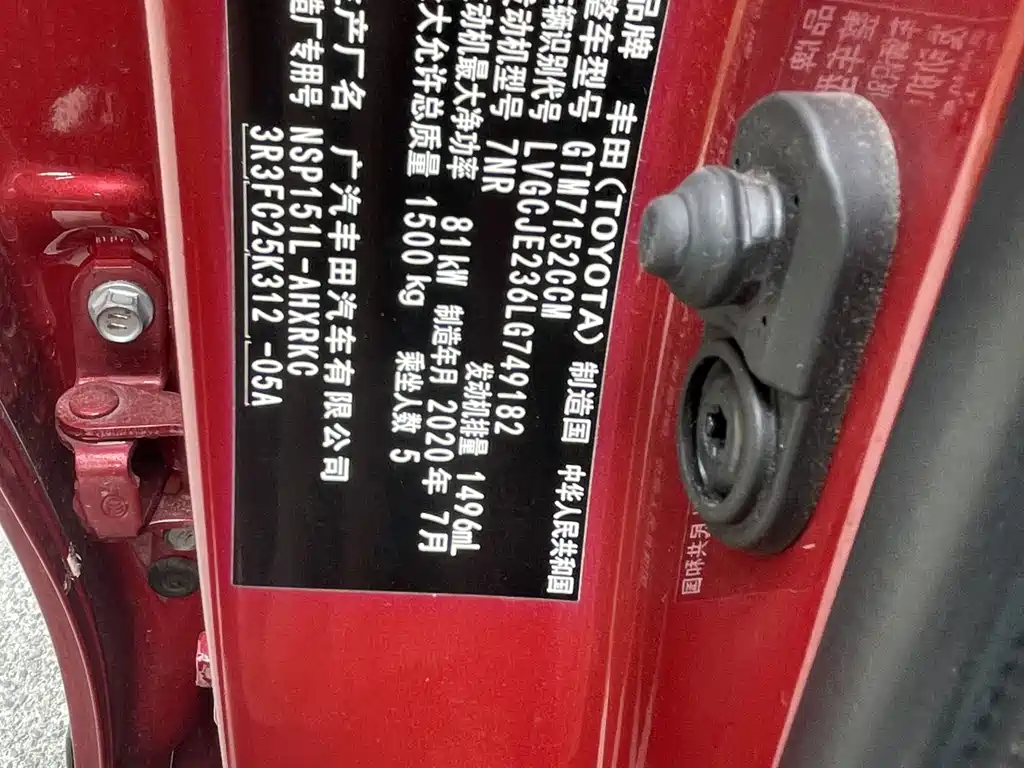 品牌 丰田(TOYOTA) 制造国 中华人民共和国
整车型号 GTM7152CCM
车辆识别代号 LVGCJE236LG749182
发动机型号 7NR 发动机排量 1496mL
发动机最大净功率 81kW 制造年月 2020年 7月
最大允许总质量 1500kg 乘坐人数 5
生产厂名 广汽丰田汽车有限公司
制造厂专用号 NSP151L-AHXRKC
3R3FC25K312 -05A